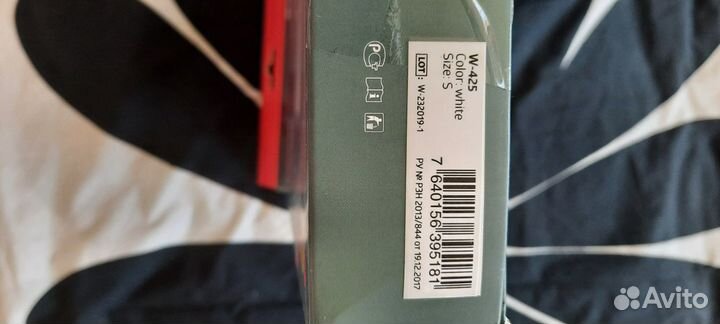 W-425
Color: white
Size: S
LOT : W-232019-1
7 640156 395181
РУ № РЗН 2013/844 от 19.12.2017
Avito